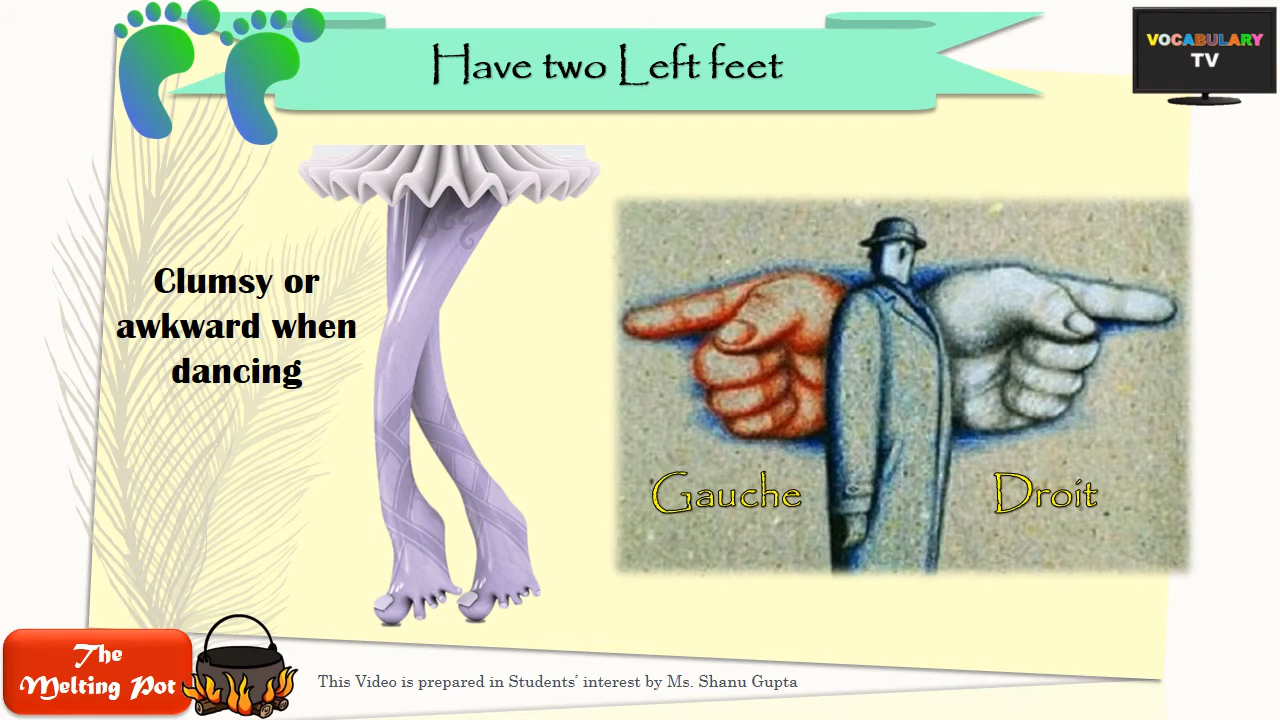 Have two Left feet
VOCABULARY
TV
Clumsy or
awkward when
dancing
Gauche
Droit
The
Melting Pot
This Video is prepared in Students’ interest by Ms. Shanu Gupta